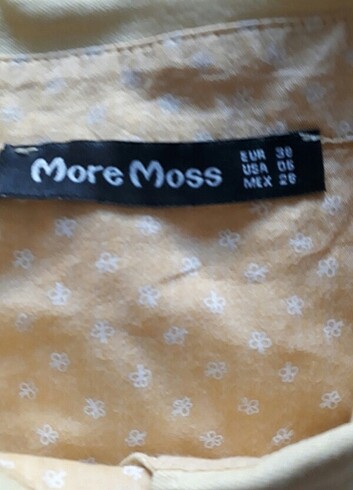 More Moss
EUR 38
USA 06
MEX 28